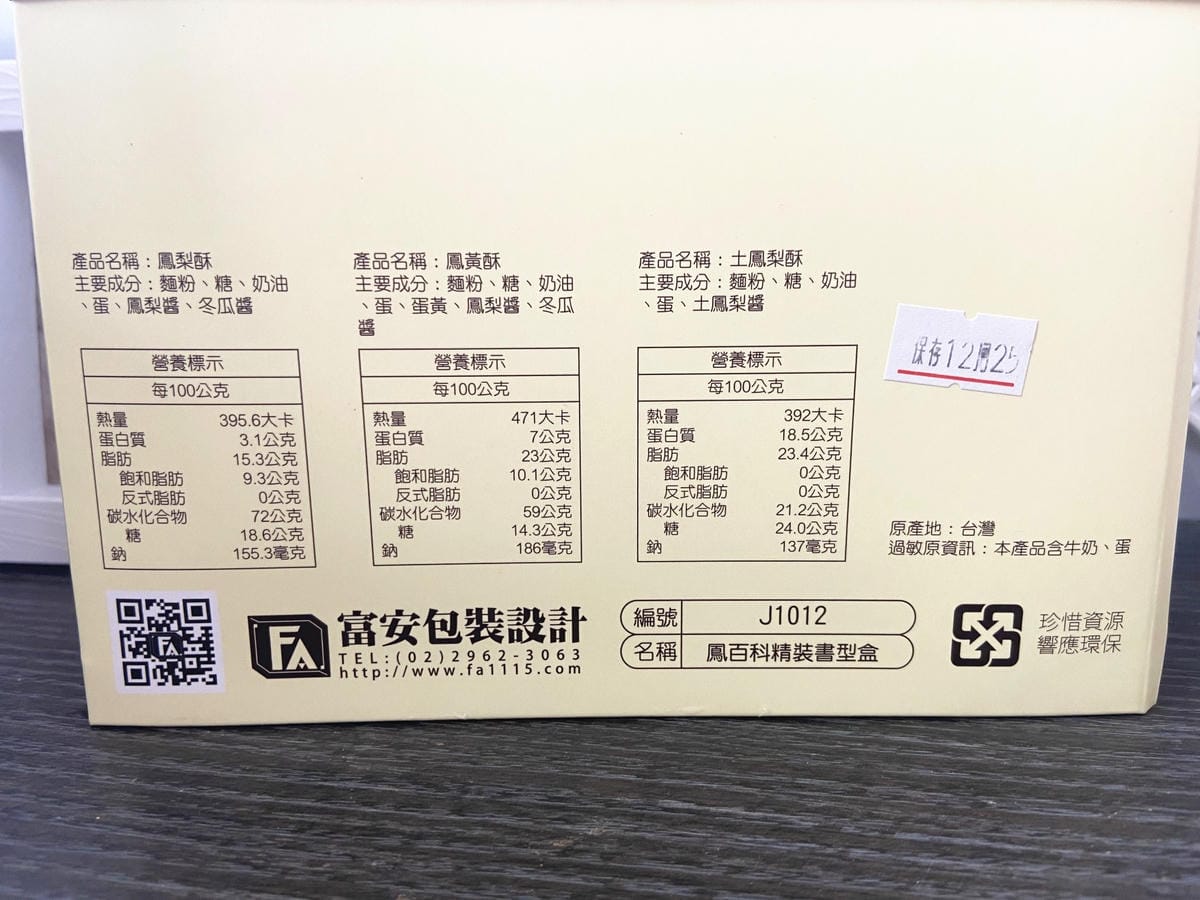 產品名稱：鳳梨酥
主要成分：麵粉、糖、奶油
、蛋、鳳梨醬、冬瓜醬
營養標示
每100公克
熱量 395.6大卡
蛋白質 3.1公克
脂肪 15.3公克
飽和脂肪 9.3公克
反式脂肪 0公克
碳水化合物 72公克
糖 18.6公克
鈉 155.3毫克
產品名稱：鳳黃酥
主要成分：麵粉、糖、奶油
、蛋、蛋黃、鳳梨醬、冬瓜
醬
營養標示
每100公克
熱量 471大卡
蛋白質 7公克
脂肪 23公克
飽和脂肪 10.1公克
反式脂肪 0公克
碳水化合物 59公克
糖 14.3公克
鈉 186毫克
產品名稱：土鳳梨酥
主要成分：麵粉、糖、奶油
、蛋、土鳳梨醬
營養標示
每100公克
熱量 392大卡
蛋白質 18.5公克
脂肪 23.4公克
飽和脂肪 0公克
反式脂肪 0公克
碳水化合物 21.2公克
糖 24.0公克
鈉 137毫克
保存12月25
原產地：台灣
過敏原資訊：本產品含牛奶、蛋
FA
FA
富安包裝設計
TEL:(02)2962-3063
http://www.fa1115.com
編號 J1012
名稱 鳳百科精裝書型盒
珍惜資源
響應環保